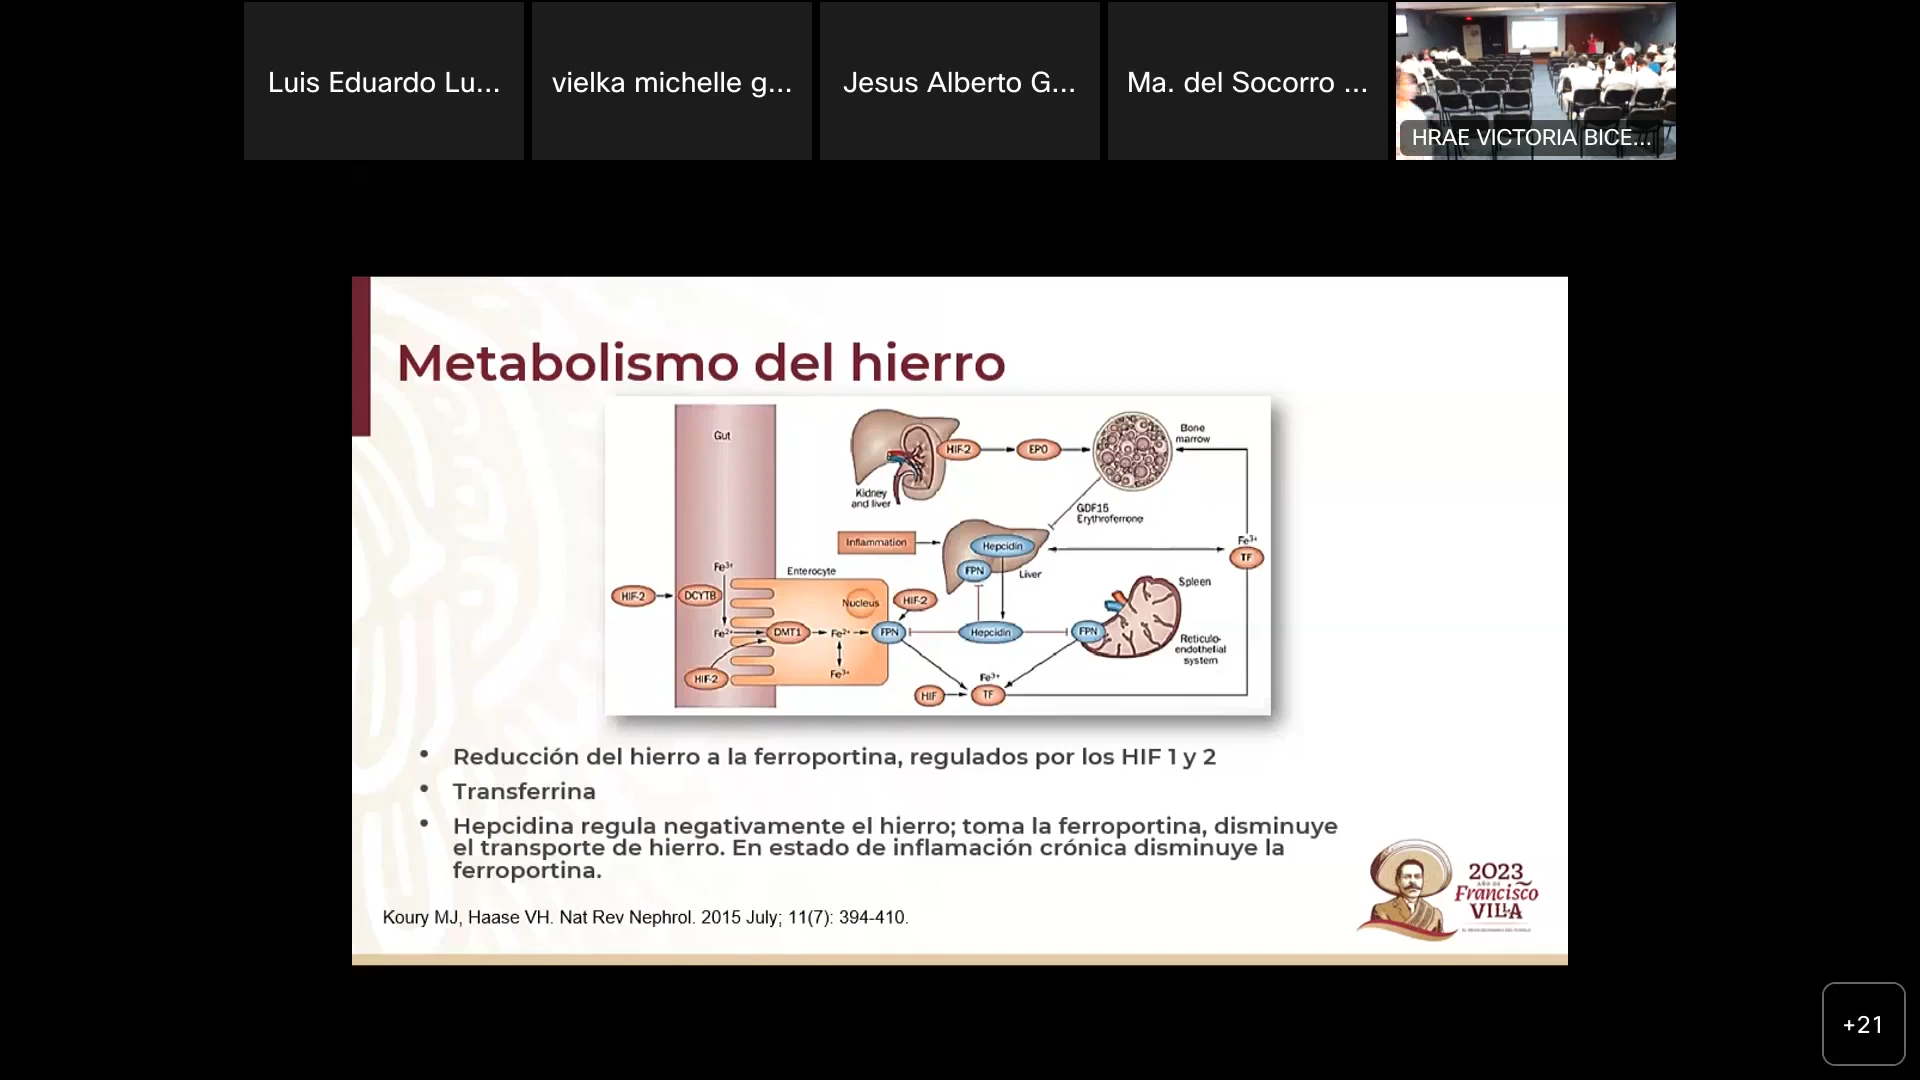 Luis Eduardo Lu...
vielka michelle g...
Jesus Alberto G...
Ma. del Socorro ...
HRAE VICTORIA BICE...
Metabolismo del hierro
Gut
Kidney
and liver
HIF-2
EPO
Bone
marrow
GDF15
Erythroferrone
Inflammation
Hepcidin
FPN
Liver
Fe³⁺
TF
Fe³⁺
Enterocyte
Spleen
HIF-2
DCYTB
Nucleus
HIF-2
Fe²⁺
DMT1
Fe²⁺
FPN
Hepcidin
FPN
Reticulo-
endothelial
system
HIF-2
Fe³⁺
Fe³⁺
HIF
TF
• Reducción del hierro a la ferroportina, regulados por los HIF 1 y 2
• Transferrina
• Hepcidina regula negativamente el hierro; toma la ferroportina, disminuye
el transporte de hierro. En estado de inflamación crónica disminuye la
ferroportina.
2023
AÑO DE
Francisco
VILLA
Koury MJ, Haase VH. Nat Rev Nephrol. 2015 July; 11(7): 394-410.
+21